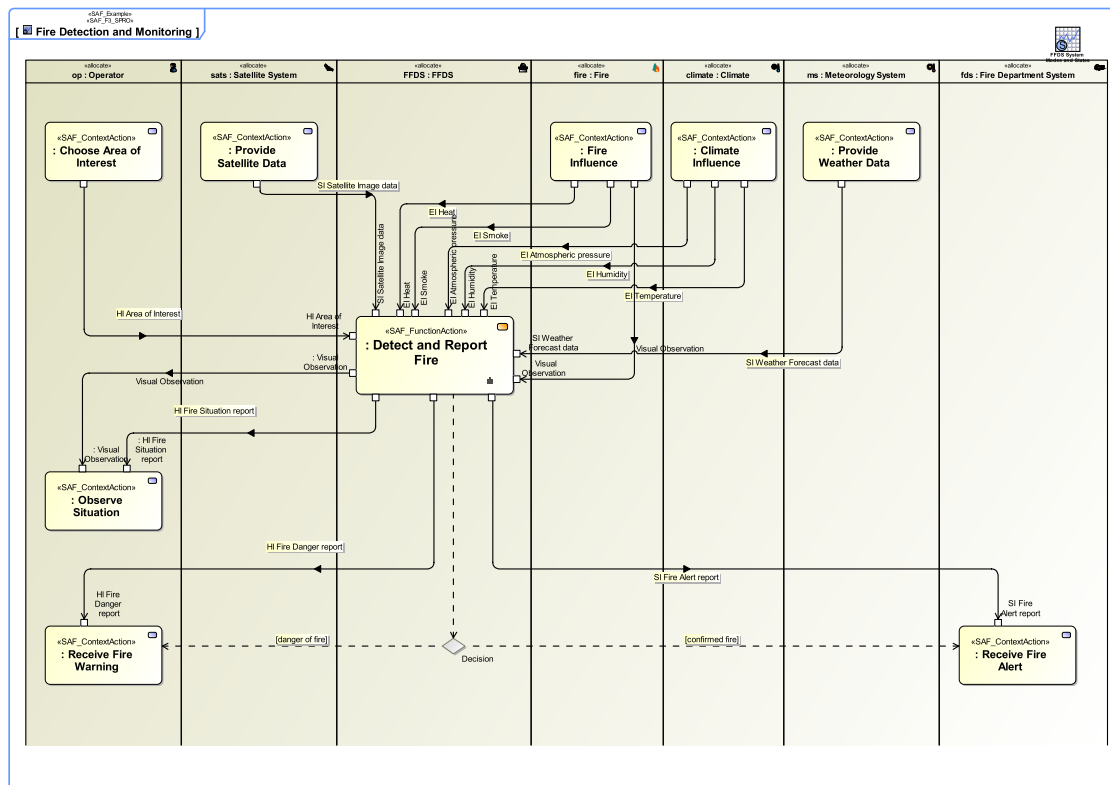 «SAF_Example»
«SAF_F3_SPRO»
[ Fire Detection and Monitoring ]
FFDS System
Modes and States
«allocate»
op : Operator
«allocate»
sats : Satellite System
«allocate»
FFDS : FFDS
«allocate»
fire : Fire
«allocate»
climate : Climate
«allocate»
ms : Meteorology System
«allocate»
fds : Fire Department System
«SAF_ContextAction»
: Choose Area of
Interest
«SAF_ContextAction»
: Provide
Satellite Data
«SAF_ContextAction»
: Fire
Influence
«SAF_ContextAction»
: Climate
Influence
«SAF_ContextAction»
: Provide
Weather Data
SI Satellite Image data
EI Heat
EI Smoke
EI Atmospheric pressure
EI Humidity
EI Temperature
SI Satellite Image data
EI Heat
EI Smoke
EI Atmospheric pressure
EI Humidity
EI Temperature
HI Area of Interest
HI Area of
Interest
«SAF_FunctionAction»
: Detect and Report
Fire
SI Weather
Forecast data
Visual Observation
SI Weather Forecast data
: Visual
Observation
Visual
Observation
Visual Observation
HI Fire Situation report
: Visual
Observation
: HI Fire
Situation
report
«SAF_ContextAction»
: Observe
Situation
HI Fire Danger report
SI Fire Alert report
HI Fire
Danger
report
SI Fire
Alert report
«SAF_ContextAction»
: Receive Fire
Warning
[danger of fire]
Decision
[confirmed fire]
«SAF_ContextAction»
: Receive Fire
Alert